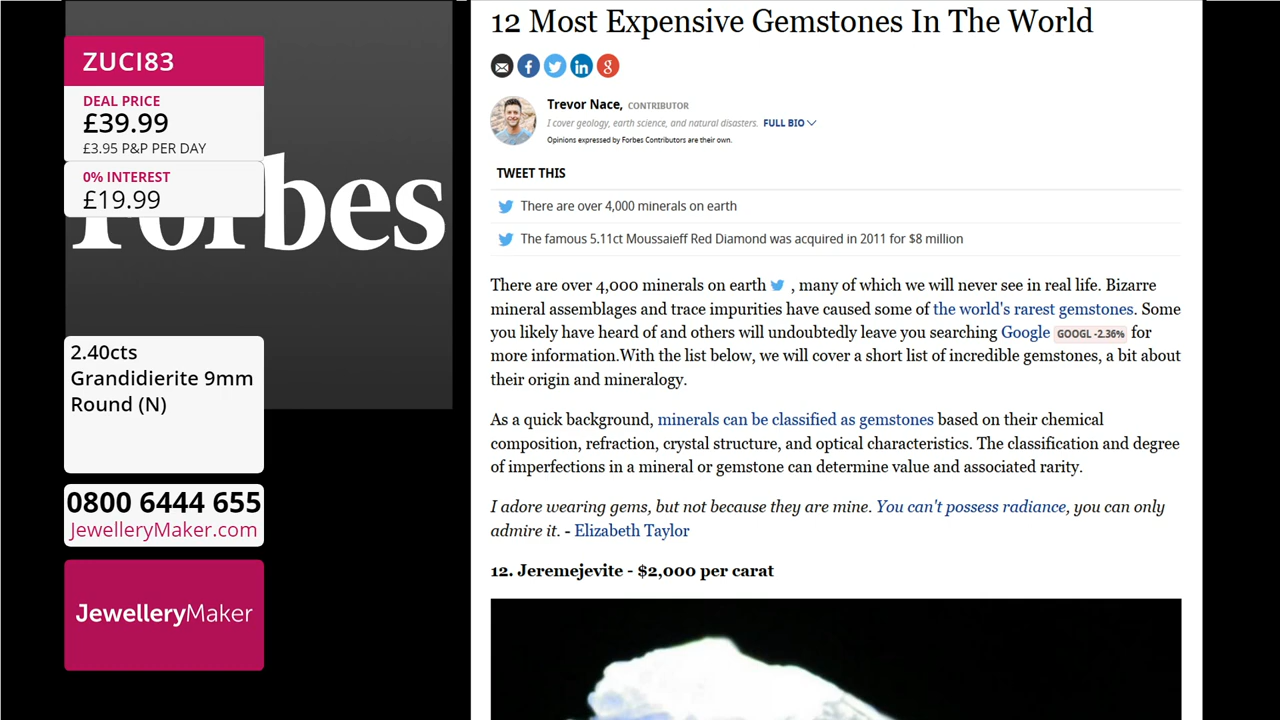 ZUCI83
DEAL PRICE
£39.99
£3.95 P&P PER DAY
0% INTEREST
£19.99
Forbes
2.40cts
Grandidierite 9mm
Round (N)
0800 6444 655
JewelleryMaker.com
JewelleryMaker
12 Most Expensive Gemstones In The World
Trevor Nace, CONTRIBUTOR
I cover geology, earth science, and natural disasters. FULL BIO
Opinions expressed by Forbes Contributors are their own.
TWEET THIS
There are over 4,000 minerals on earth
The famous 5.11ct Moussaieff Red Diamond was acquired in 2011 for $8 million
There are over 4,000 minerals on earth , many of which we will never see in real life. Bizarre
mineral assemblages and trace impurities have caused some of the world's rarest gemstones. Some
you likely have heard of and others will undoubtedly leave you searching Google GOOGL -2.36% for
more information.With the list below, we will cover a short list of incredible gemstones, a bit about
their origin and mineralogy.
As a quick background, minerals can be classified as gemstones based on their chemical
composition, refraction, crystal structure, and optical characteristics. The classification and degree
of imperfections in a mineral or gemstone can determine value and associated rarity.
I adore wearing gems, but not because they are mine. You can't possess radiance, you can only
admire it. - Elizabeth Taylor
12. Jeremejevite - $2,000 per carat